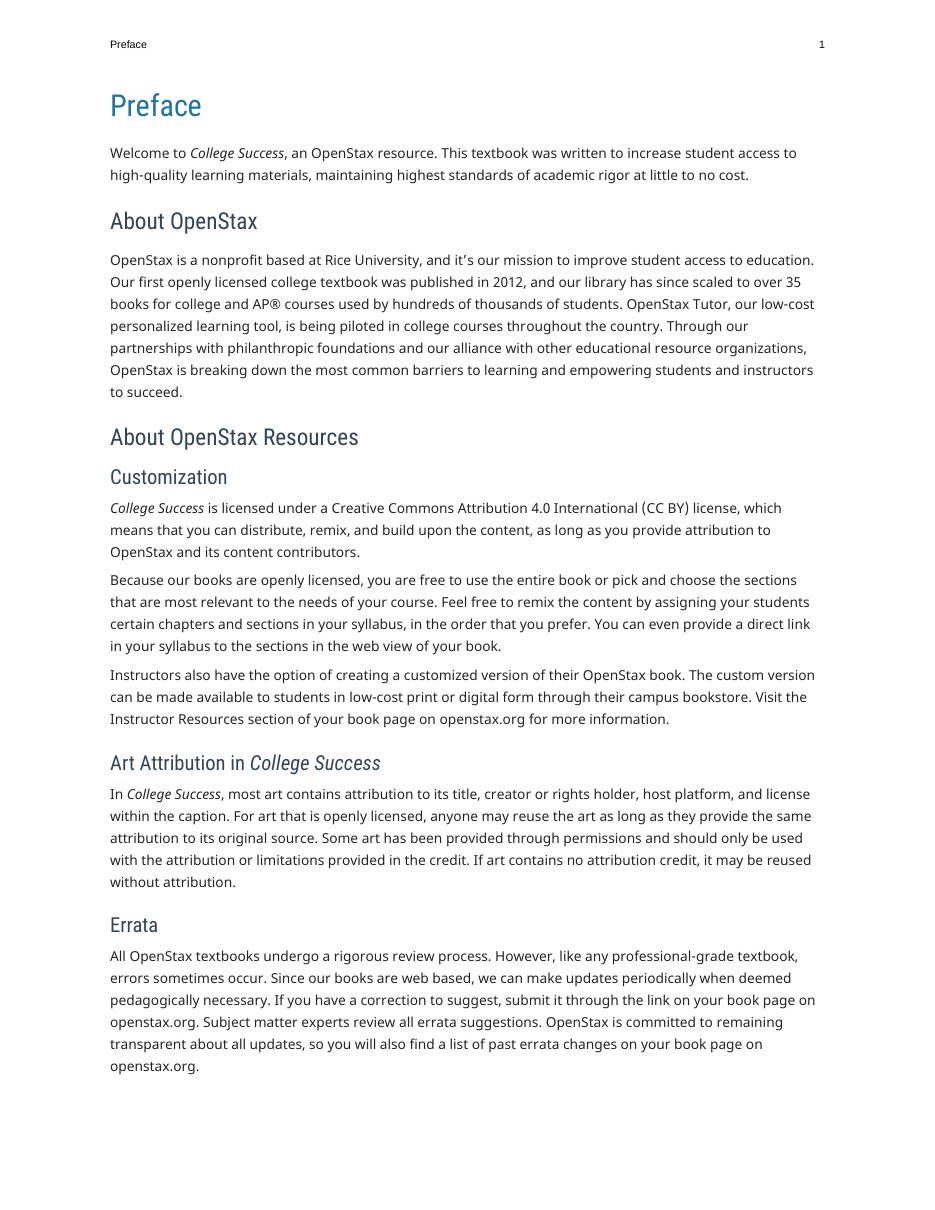 Preface
1
Preface
Welcome to College Success, an OpenStax resource. This textbook was written to increase student access to
high-quality learning materials, maintaining highest standards of academic rigor at little to no cost.
About OpenStax
OpenStax is a nonprofit based at Rice University, and it’s our mission to improve student access to education.
Our first openly licensed college textbook was published in 2012, and our library has since scaled to over 35
books for college and AP® courses used by hundreds of thousands of students. OpenStax Tutor, our low-cost
personalized learning tool, is being piloted in college courses throughout the country. Through our
partnerships with philanthropic foundations and our alliance with other educational resource organizations,
OpenStax is breaking down the most common barriers to learning and empowering students and instructors
to succeed.
About OpenStax Resources
Customization
College Success is licensed under a Creative Commons Attribution 4.0 International (CC BY) license, which
means that you can distribute, remix, and build upon the content, as long as you provide attribution to
OpenStax and its content contributors.
Because our books are openly licensed, you are free to use the entire book or pick and choose the sections
that are most relevant to the needs of your course. Feel free to remix the content by assigning your students
certain chapters and sections in your syllabus, in the order that you prefer. You can even provide a direct link
in your syllabus to the sections in the web view of your book.
Instructors also have the option of creating a customized version of their OpenStax book. The custom version
can be made available to students in low-cost print or digital form through their campus bookstore. Visit the
Instructor Resources section of your book page on openstax.org for more information.
Art Attribution in College Success
In College Success, most art contains attribution to its title, creator or rights holder, host platform, and license
within the caption. For art that is openly licensed, anyone may reuse the art as long as they provide the same
attribution to its original source. Some art has been provided through permissions and should only be used
with the attribution or limitations provided in the credit. If art contains no attribution credit, it may be reused
without attribution.
Errata
All OpenStax textbooks undergo a rigorous review process. However, like any professional-grade textbook,
errors sometimes occur. Since our books are web based, we can make updates periodically when deemed
pedagogically necessary. If you have a correction to suggest, submit it through the link on your book page on
openstax.org. Subject matter experts review all errata suggestions. OpenStax is committed to remaining
transparent about all updates, so you will also find a list of past errata changes on your book page on
openstax.org.